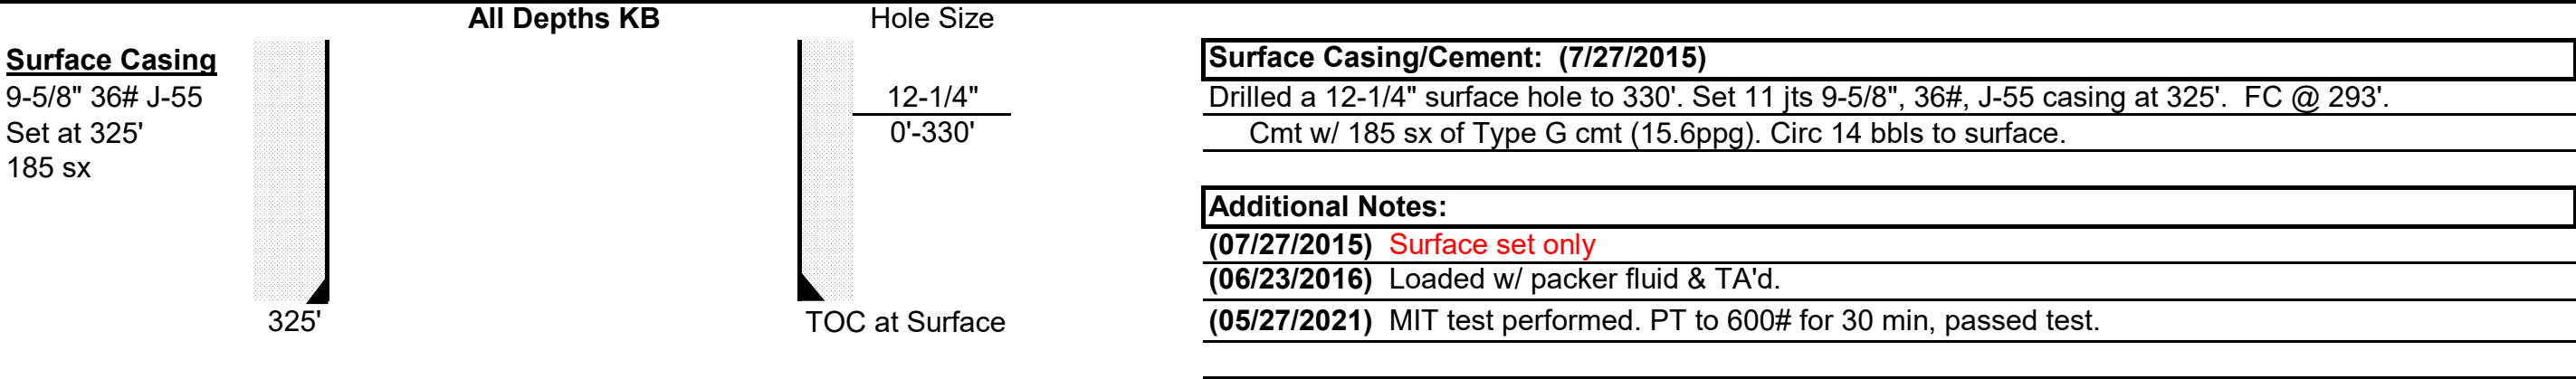 All Depths KB
Hole Size
Surface Casing
9-5/8" 36# J-55
Set at 325'
185 sx
12-1/4"
0'-330'
325'
TOC at Surface
Surface Casing/Cement:  (7/27/2015)
Drilled a 12-1/4" surface hole to 330'. Set 11 jts 9-5/8", 36#, J-55 casing at 325'.  FC @ 293'.
Cmt w/ 185 sx of Type G cmt (15.6ppg). Circ 14 bbls to surface.
Additional Notes:
(07/27/2015)  Surface set only
(06/23/2016)  Loaded w/ packer fluid & TA'd.
(05/27/2021)  MIT test performed. PT to 600# for 30 min, passed test.